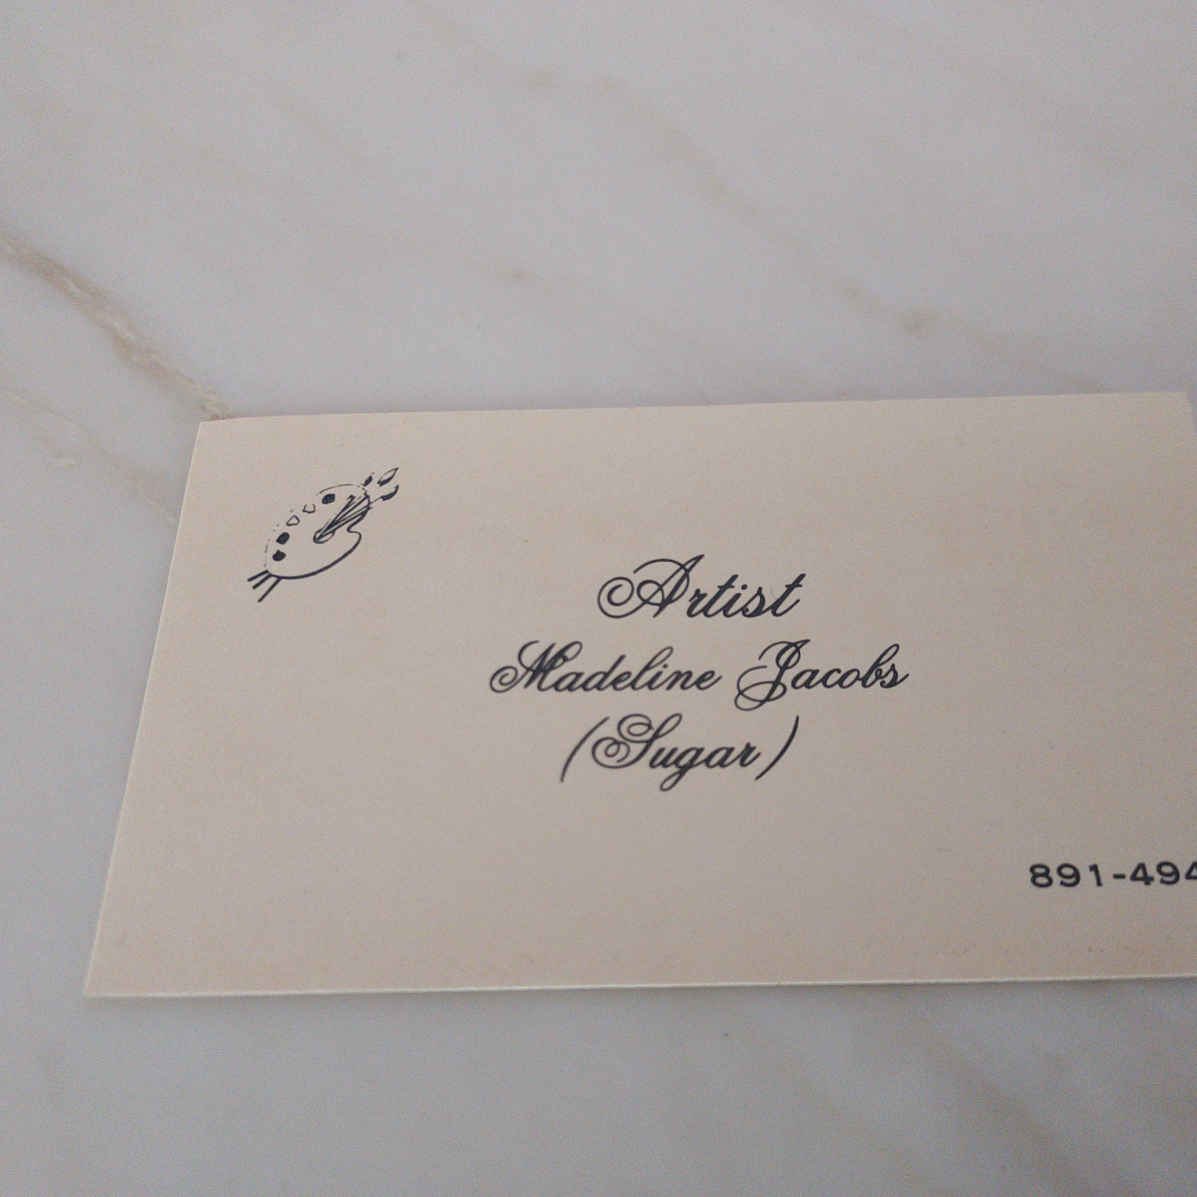 Artist
Madeline Jacobs
(Sugar)
891-494